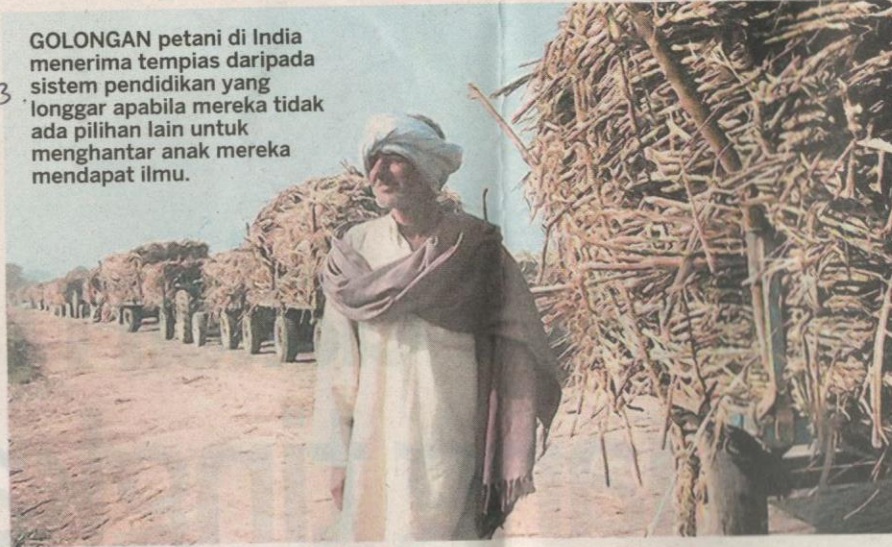 GOLONGAN petani di India
menerima tempias daripada
sistem pendidikan yang
longgar apabila mereka tidak
ada pilihan lain untuk
menghantar anak mereka
mendapat ilmu.
3